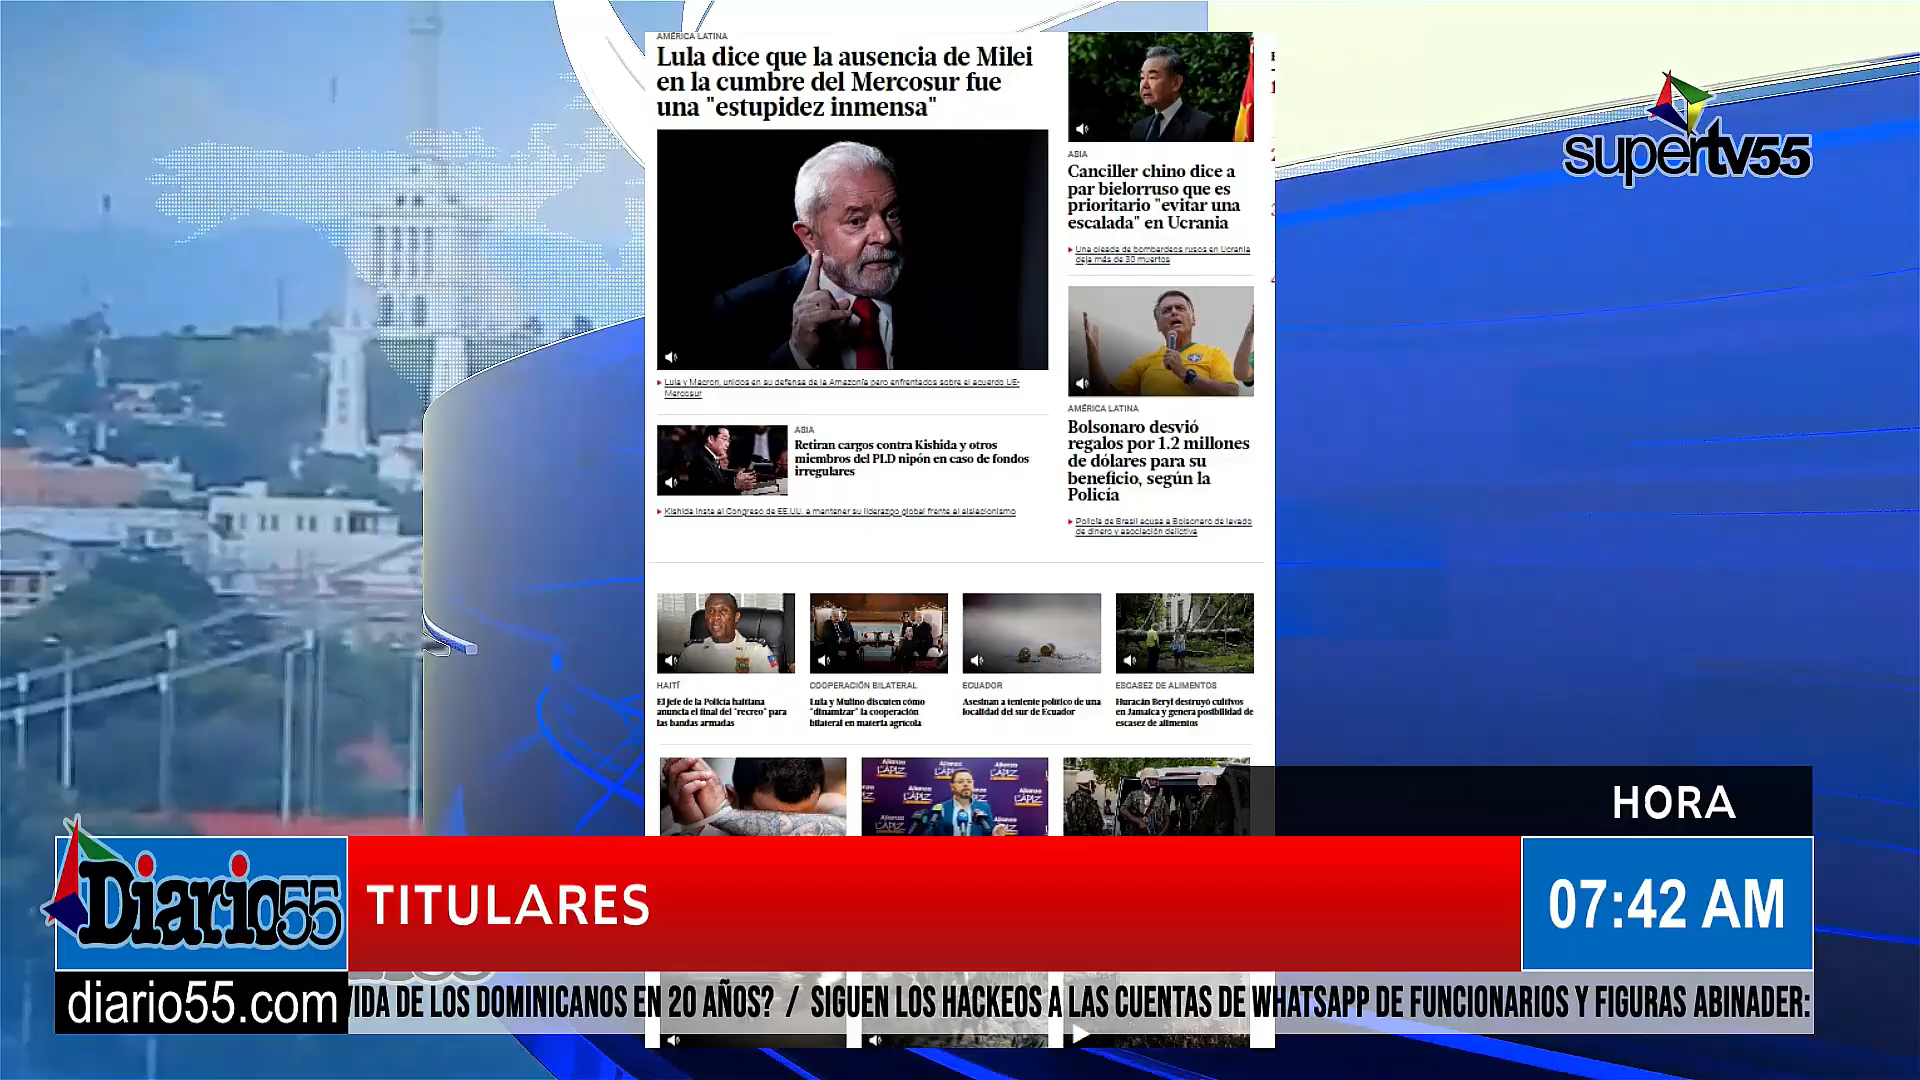 AMÉRICA LATINA
Lula dice que la ausencia de Milei
en la cumbre del Mercosur fue
una "estupidez inmensa"
Lula y Macron, unidos en su defensa de la Amazonía pero enfrentados sobre el acuerdo UE-
Mercosur
ASIA
Retiran cargos contra Kishida y otros
miembros del PLD nipón en caso de fondos
irregulares
Kishida insta al Congreso de EE.UU. a mantener su liderazgo global frente al aislacionismo
ASIA
Canciller chino dice a
par bielorruso que es
prioritario "evitar una
escalada" en Ucrania
Una oleada de bombardeos rusos en Ucrania
deja más de 30 muertos
AMÉRICA LATINA
Bolsonaro desvió
regalos por 1.2 millones
de dólares para su
beneficio, según la
Policía
Policía de Brasil acusa a Bolsonaro de lavado
de dinero y asociación delictiva
HAITÍ
El jefe de la Policía haitiana
anuncia el final del "recreo" para
las bandas armadas
COOPERACIÓN BILATERAL
Lula y Mulino discuten cómo
"dinamizar" la cooperación
bilateral en materia agrícola
ECUADOR
Asesinan a teniente político de una
localidad del sur de Ecuador
ESCASEZ DE ALIMENTOS
Huracán Beryl destruyó cultivos
en Jamaica y genera posibilidad de
escasez de alimentos
supertv55
HORA
Diario55
TITULARES
07:42 AM
diario55.com
VIDA DE LOS DOMINICANOS EN 20 AÑOS? / SIGUEN LOS HACKEOS A LAS CUENTAS DE WHATSAPP DE FUNCIONARIOS Y FIGURAS ABINADER: